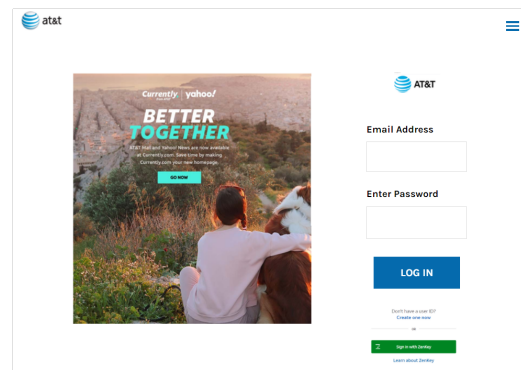 at&t
Currently yahoo!
BETTER
TOGETHER
AT&T Mail and Yahoo! News are now available
at Currently.com. Save time by making
Currently.com your new homepage.
GO NOW
AT&T
Email Address
Enter Password
LOG IN
Don't have a user ID?
Create one now
or
Sign in with ZenKey
Learn about ZenKey